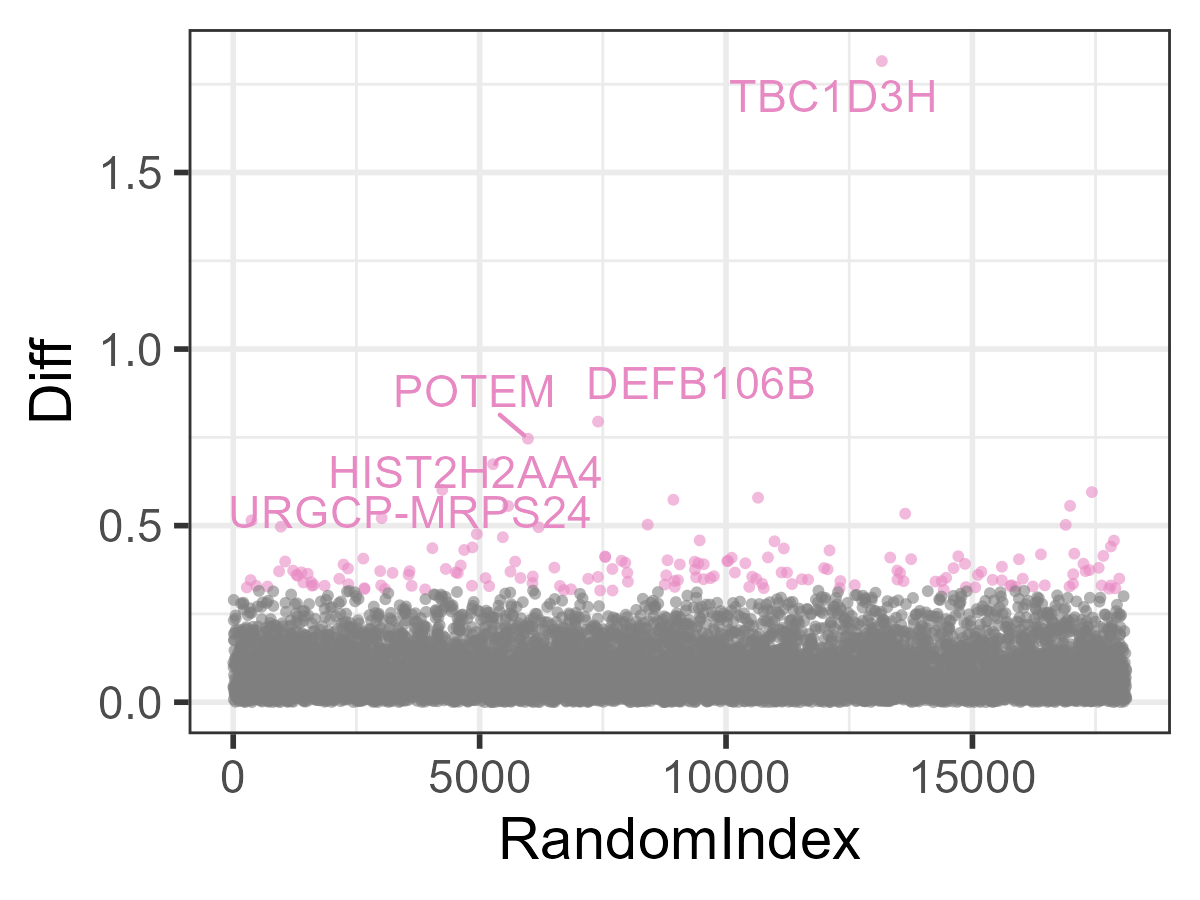 TBC1D3H
1.5
1.0
DEFB106B
POTEM
HIST2H2AA4
URGCP-MRPS24
0.5
0.0
Diff
0 5000 10000 15000
RandomIndex